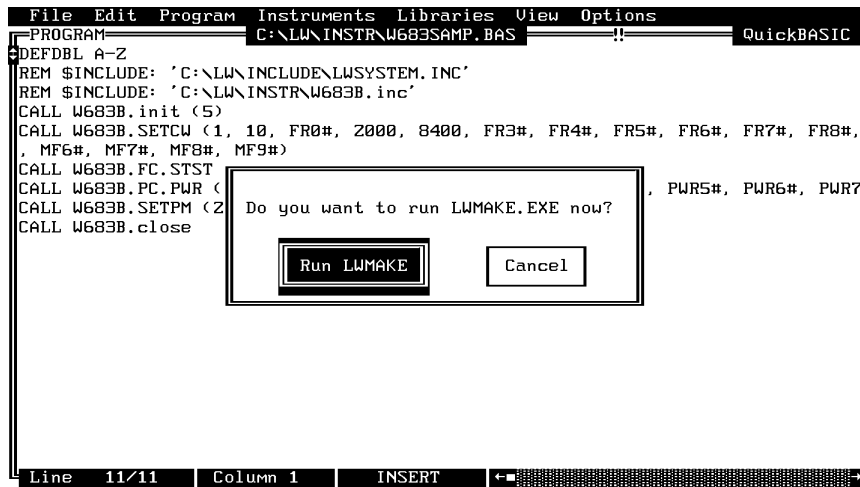 File Edit Program Instruments Libraries View Options
PROGRAM C:\LW\INSTR\W683SAMP.BAS !! QuickBASIC
DEFDBL A-Z
REM $INCLUDE: 'C:\LW\INCLUDE\LWSYSTEM.INC'
REM $INCLUDE: 'C:\LW\INSTR\W683B.inc'
CALL W683B.init (5)
CALL W683B.SETCW (1, 10, FR0#, 2000, 8400, FR3#, FR4#, FR5#, FR6#, FR7#, FR8#,
, MF6#, MF7#, MF8#, MF9#)
CALL W683B.FC.STST
CALL W683B.PC.PWR ( , PWR5#, PWR6#, PWR7
CALL W683B.SETPM (2
CALL W683B.close
Do you want to run LWMAKE.EXE now?
Run LWMAKE Cancel
Line 11/11 Column 1 INSERT